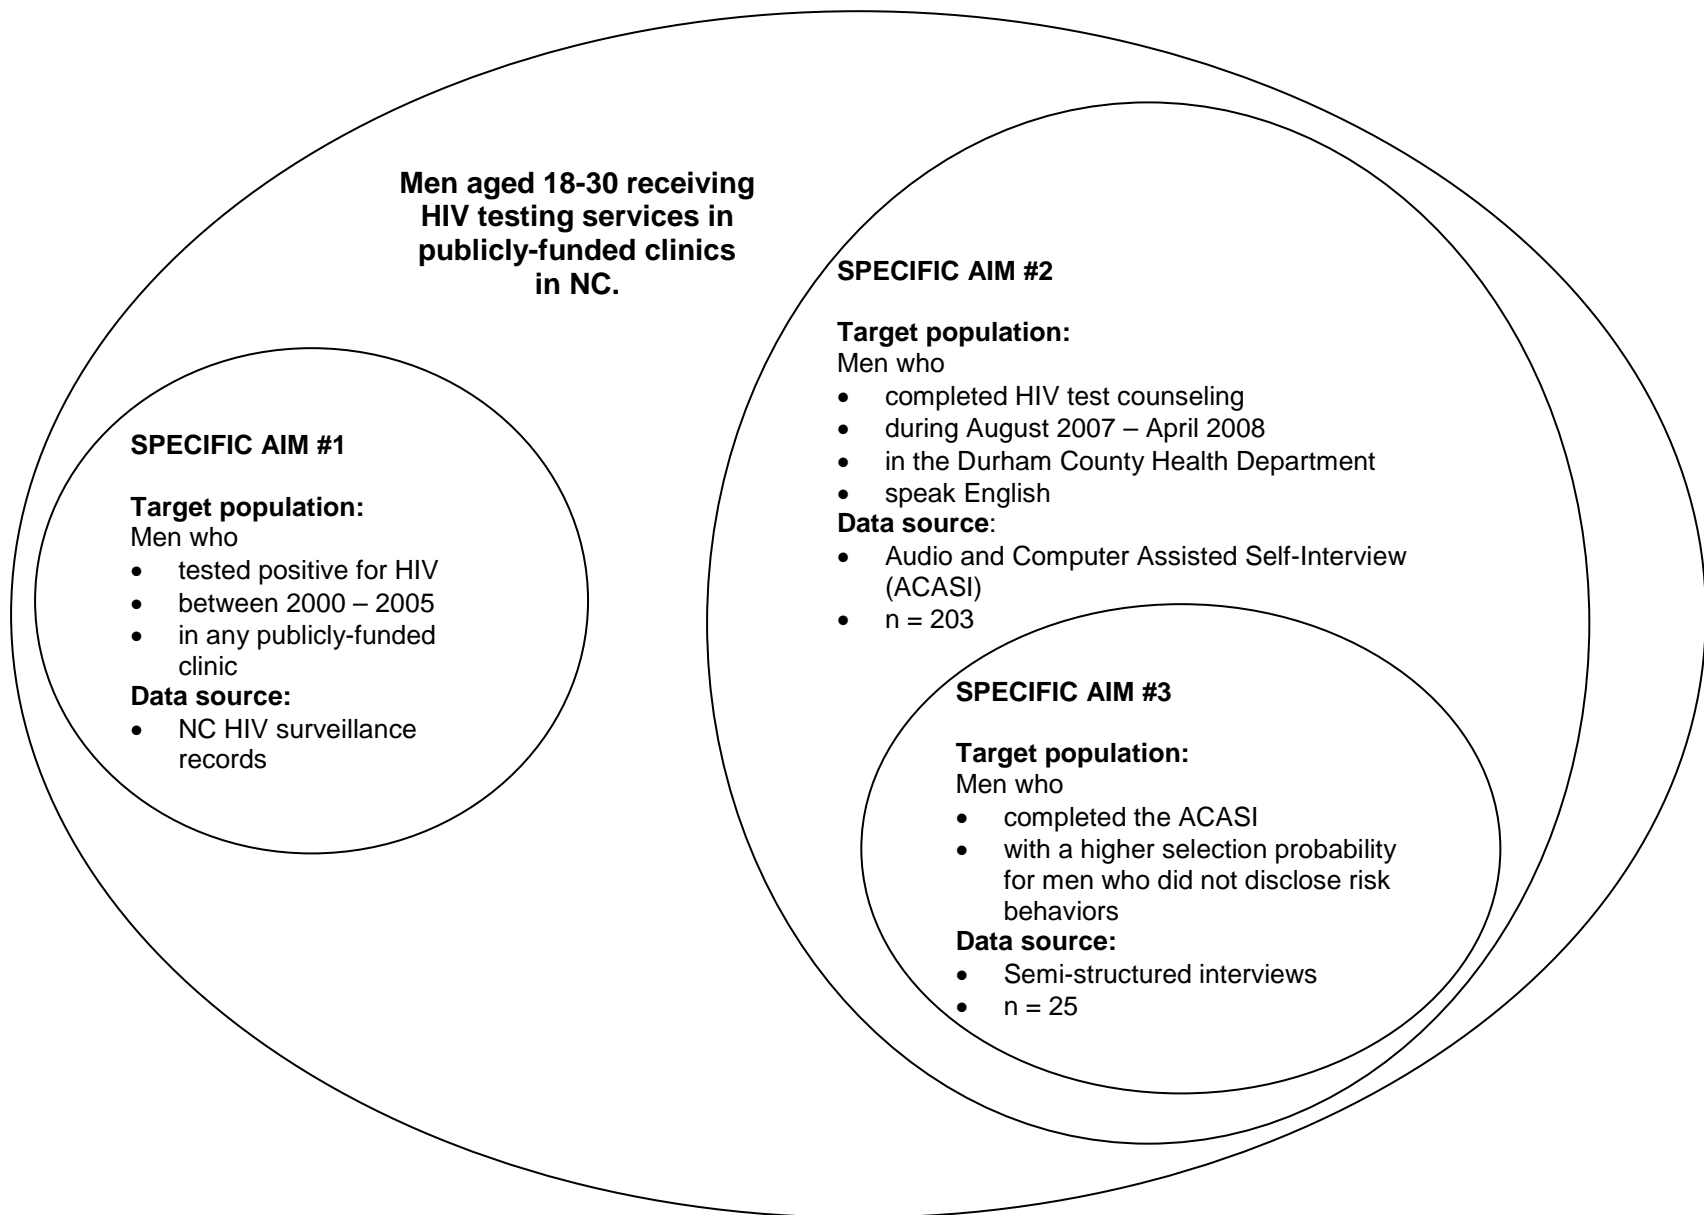 Men aged 18-30 receiving
HIV testing services in
publicly-funded clinics
in NC.
SPECIFIC AIM #1
Target population:
Men who
• tested positive for HIV
• between 2000 – 2005
• in any publicly-funded
clinic
Data source:
• NC HIV surveillance
records
SPECIFIC AIM #2
Target population:
Men who
• completed HIV test counseling
• during August 2007 – April 2008
• in the Durham County Health Department
• speak English
Data source:
• Audio and Computer Assisted Self-Interview
(ACASI)
• n = 203
SPECIFIC AIM #3
Target population:
Men who
• completed the ACASI
• with a higher selection probability
for men who did not disclose risk
behaviors
Data source:
• Semi-structured interviews
• n = 25